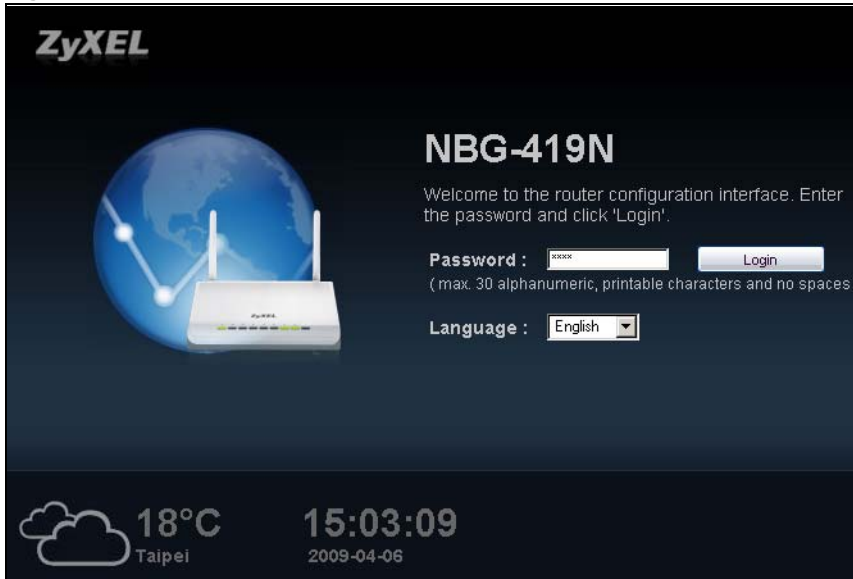 ZyXEL
NBG-419N
Welcome to the router configuration interface. Enter
the password and click 'Login'.
Password : **** Login
( max. 30 alphanumeric, printable characters and no spaces
Language : English
ZyXEL
18°C
Taipei
15:03:09
2009-04-06